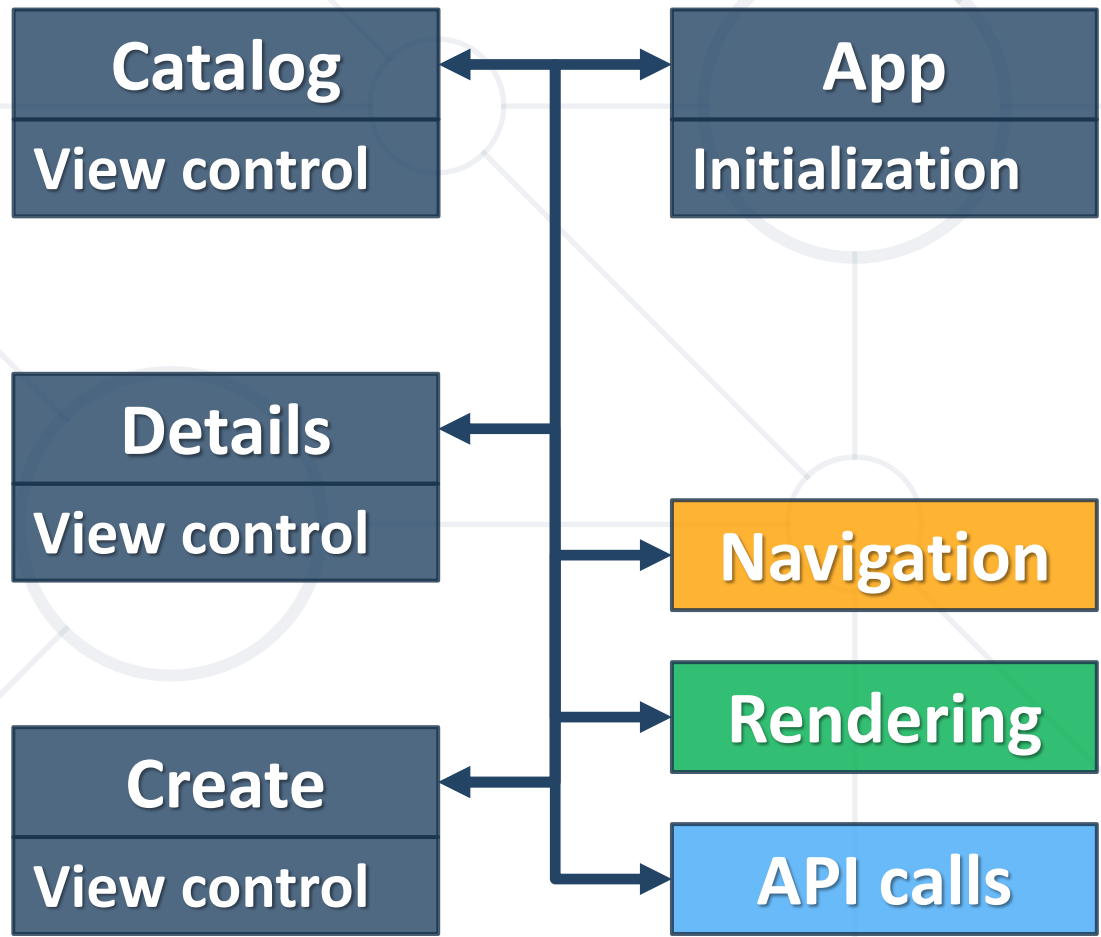 Catalog
View control
App
Initialization
Details
View control
Navigation
Rendering
Create
View control
API calls